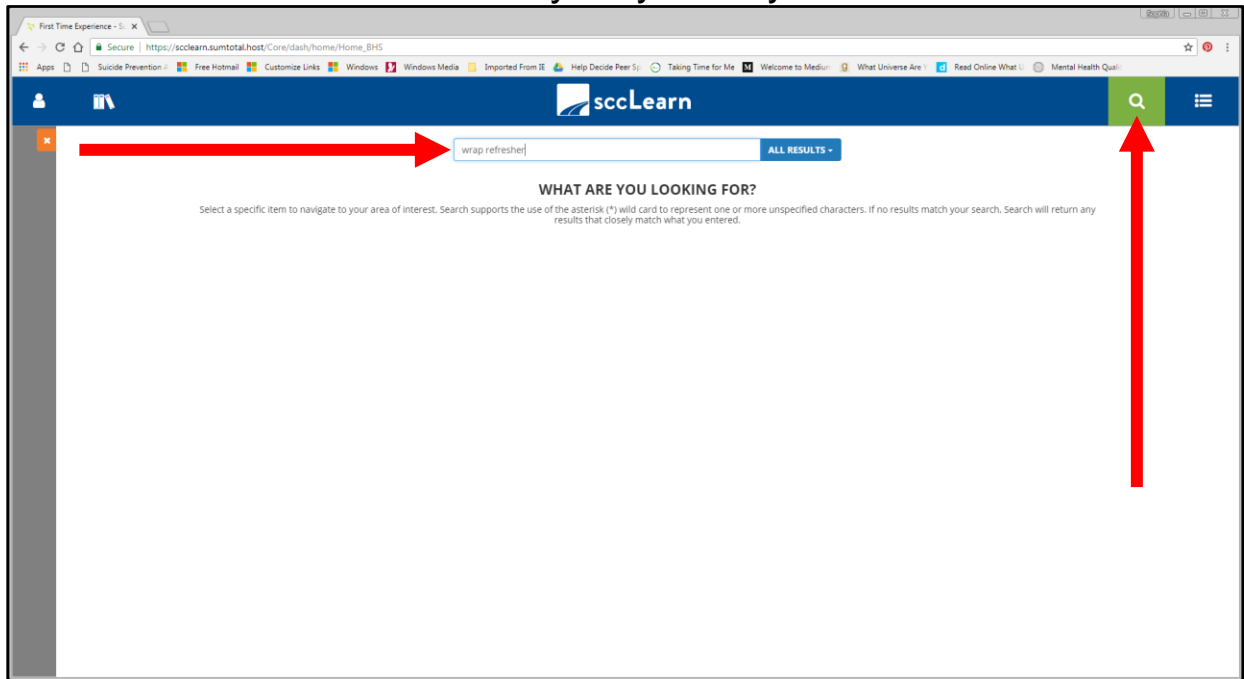 First Time Experience - S
Secure | https://scclearn.sumtotal.host/Core/dash/home/Home_BHS
Apps Suicide Prevention Free Hotmail Customize Links Windows Windows Media Imported From IE Help Decide Peer Sp Taking Time for Me Welcome to Medium What Universe Are Read Online What Mental Health Quali
sccLearn
wrap refresher ALL RESULTS
WHAT ARE YOU LOOKING FOR?
Select a specific item to navigate to your area of interest. Search supports the use of the asterisk (*) wild card to represent one or more unspecified characters. If no results match your search, Search will return any
results that closely match what you entered.